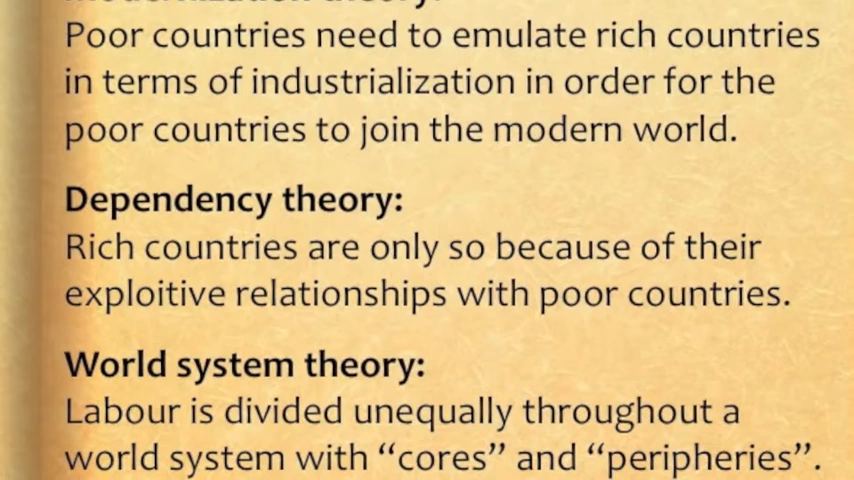 Modernization theory:
Poor countries need to emulate rich countries
in terms of industrialization in order for the
poor countries to join the modern world.
Dependency theory:
Rich countries are only so because of their
exploitive relationships with poor countries.
World system theory:
Labour is divided unequally throughout a
world system with “cores” and “peripheries”.